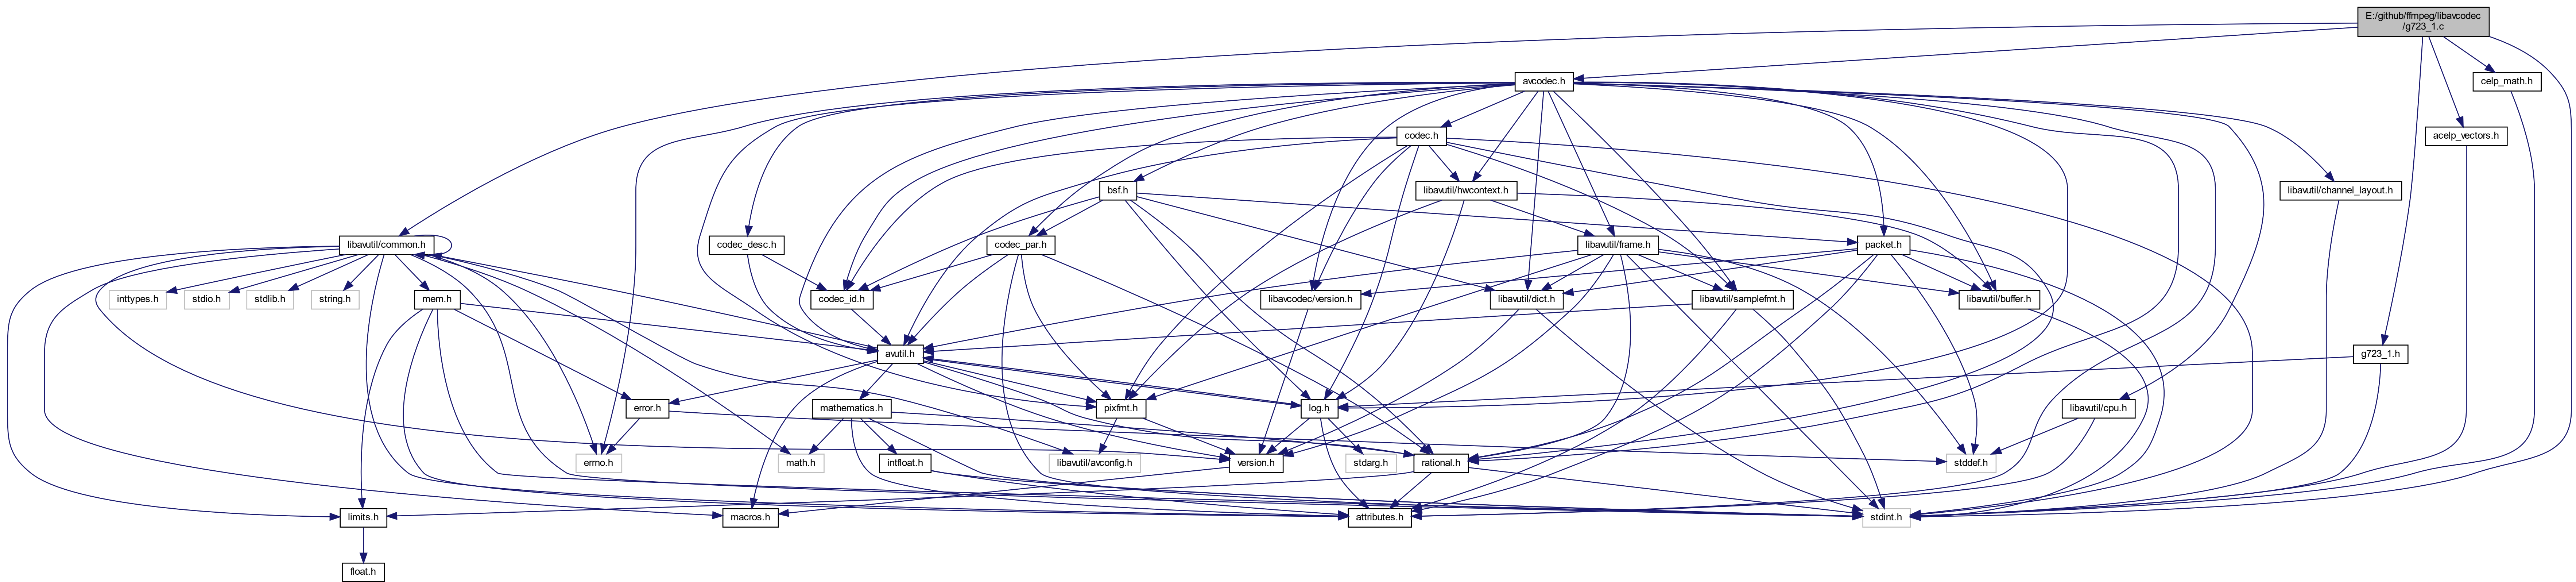 E:/github/ffmpeg/libavcodec
/g723_1.c
avcodec.h
celp_math.h
codec.h
acelp_vectors.h
bsf.h
libavutil/hwcontext.h
libavutil/channel_layout.h
libavutil/common.h
codec_desc.h
codec_par.h
libavutil/frame.h
packet.h
inttypes.h
stdio.h
stdlib.h
string.h
mem.h
codec_id.h
libavcodec/version.h
libavutil/dict.h
libavutil/samplefmt.h
libavutil/buffer.h
avutil.h
g723_1.h
error.h
mathematics.h
pixfmt.h
log.h
libavutil/cpu.h
errno.h
math.h
intfloat.h
libavutil/avconfig.h
version.h
stdarg.h
rational.h
stddef.h
limits.h
macros.h
attributes.h
stdint.h
float.h